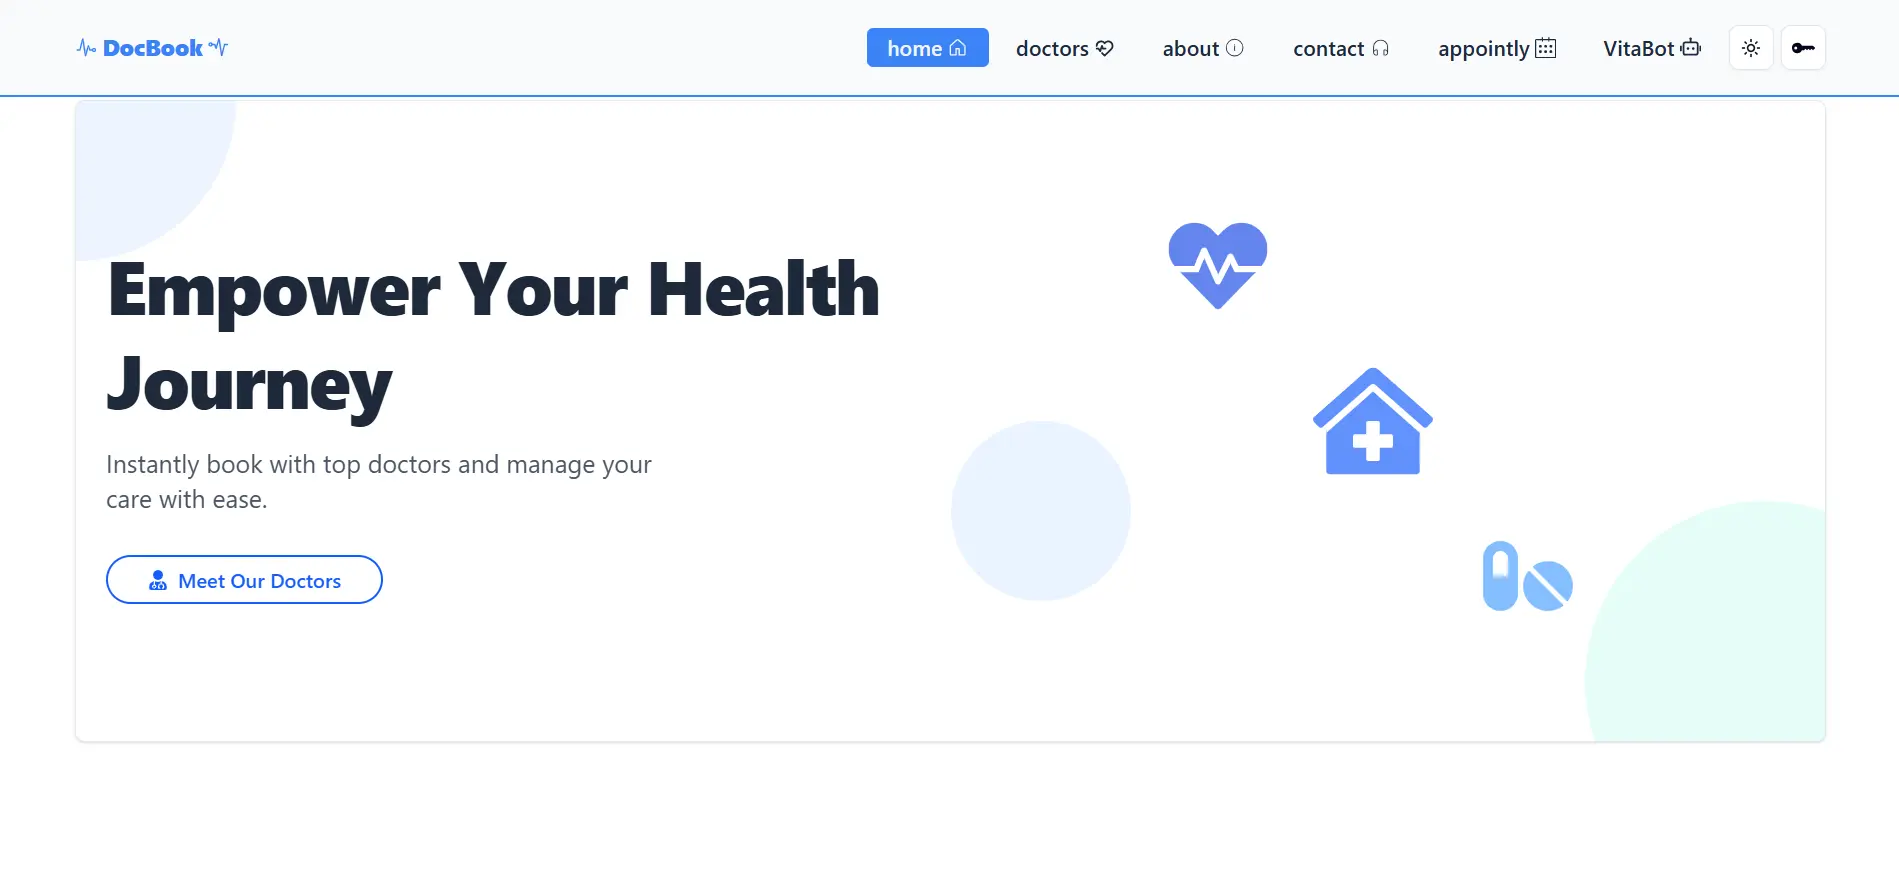 DocBook
home
doctors
about
contact
appointly
VitaBot
Empower Your Health
Journey
Instantly book with top doctors and manage your
care with ease.
Meet Our Doctors